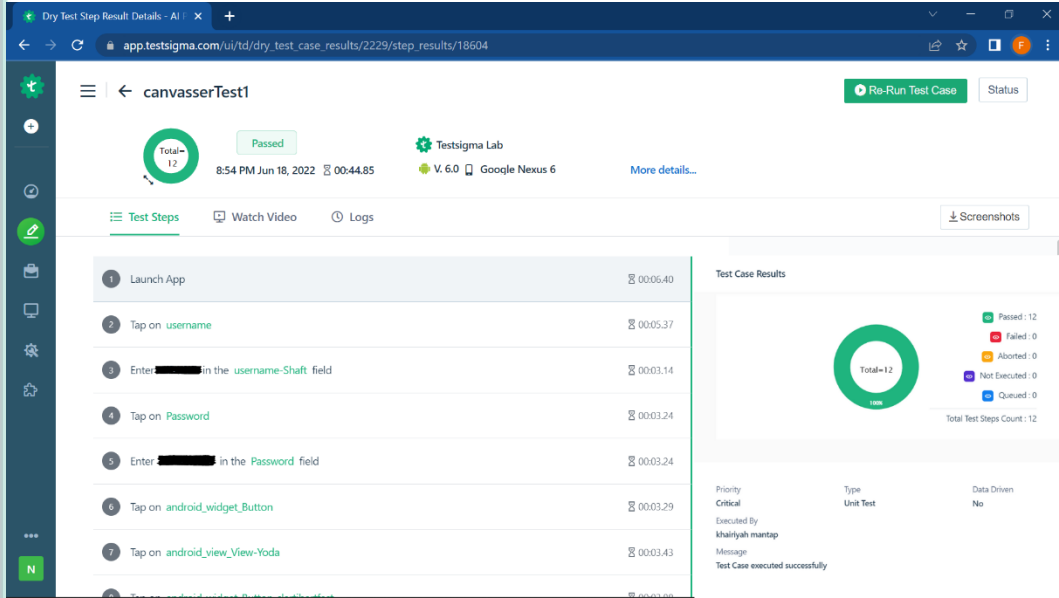 Dry Test Step Result Details - AI
app.testsigma.com/ui/td/dry_test_case_results/2229/step_results/18604
F
canvasserTest1
Re-Run Test Case
Status
Total=
12
Passed
8:54 PM Jun 18, 2022 00:44.85
Testsigma Lab
V. 6.0 Google Nexus 6
More details...
Test Steps
Watch Video
Logs
Screenshots
1 Launch App 00:06.40
2 Tap on username 00:05.37
3 Enter in the username-Shaft field 00:03.14
4 Tap on Password 00:03.24
5 Enter in the Password field 00:03.24
6 Tap on android_widget_Button 00:03.29
7 Tap on android_view_View-Yoda 00:03.43
Test Case Results
Total=12
100%
Passed : 12
Failed : 0
Aborted : 0
Not Executed : 0
Queued : 0
Total Test Steps Count : 12
Priority
Critical
Type
Unit Test
Data Driven
No
Executed By
khairiyah mantap
Message
Test Case executed successfully
N